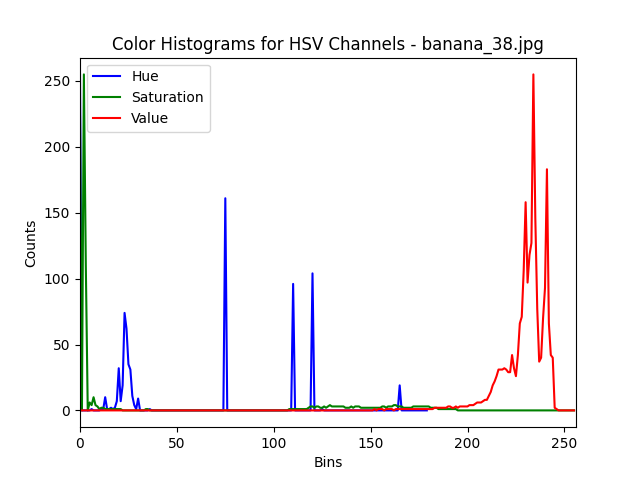 Color Histograms for HSV Channels - banana_38.jpg
Hue
Saturation
Value
Counts
250
200
150
100
50
0
0 50 100 150 200 250
Bins